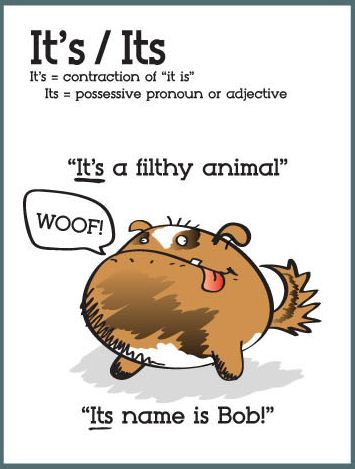 It's / Its
It's = contraction of "it is"
Its = possessive pronoun or adjective
"It's a filthy animal"
WOOF!
"Its name is Bob!"